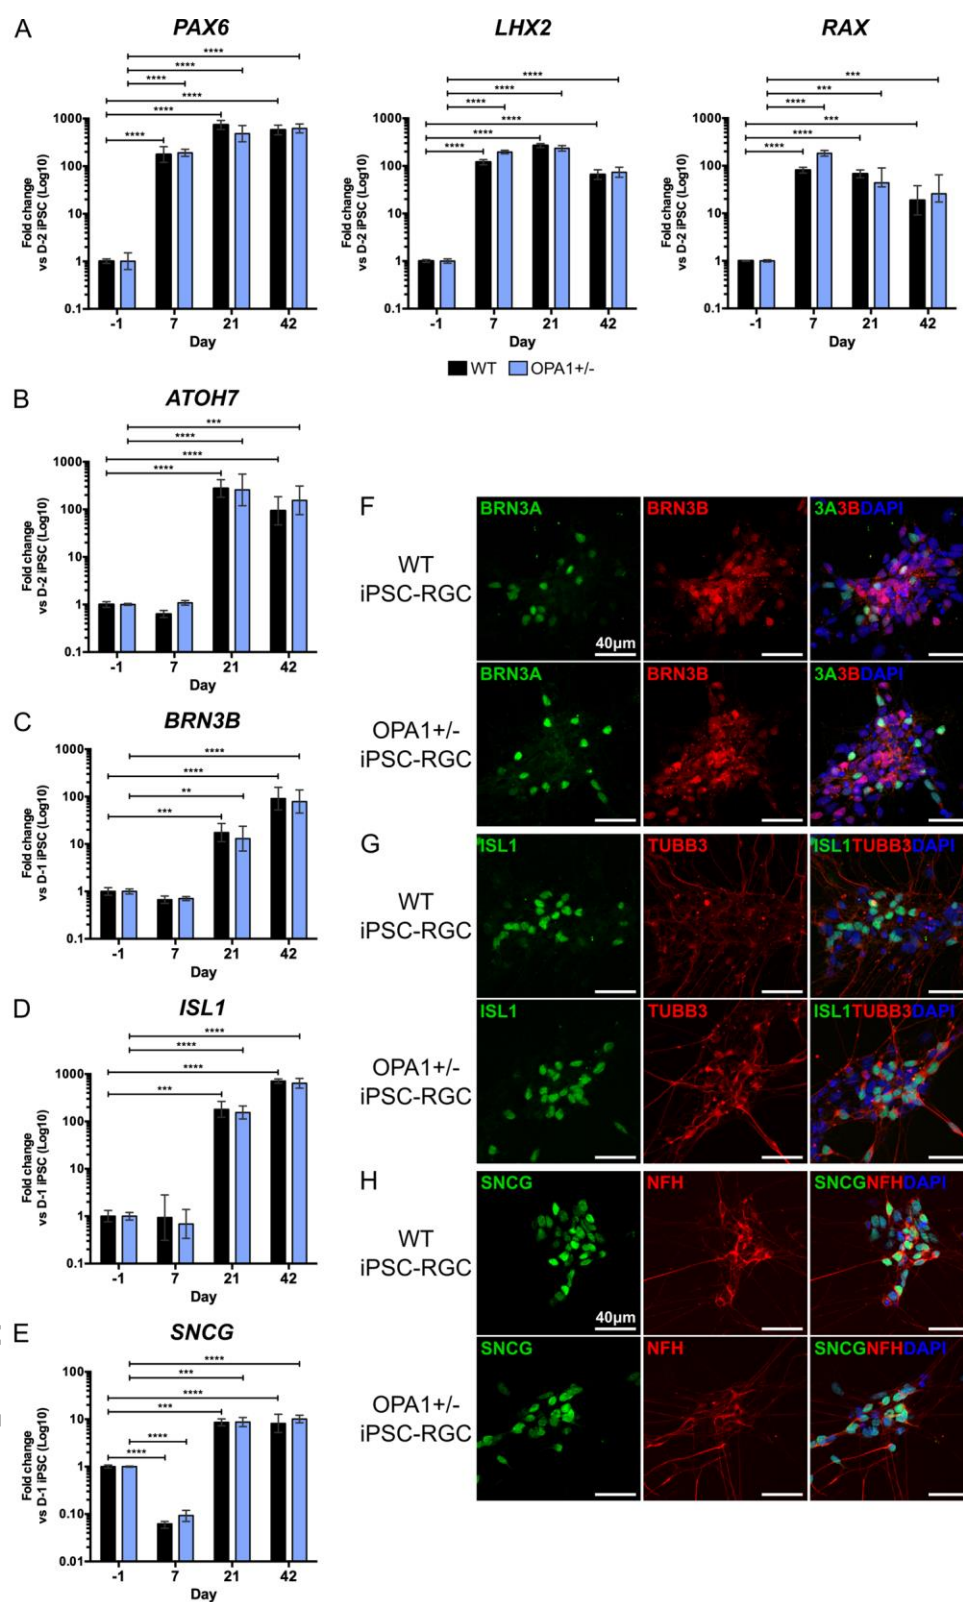 A
PAX6
LHX2
RAX
****
****
****
****
****
****
Fold change
vs D-2 iPSC (Log10)
1000
100
10
1
0.1
-1 7 21 42
Day
****
****
****
****
****
****
Fold change
vs D-2 iPSC (Log10)
1000
100
10
1
0.1
-1 7 21 42
Day
***
***
****
***
****
****
Fold change
vs D-2 iPSC (Log10)
1000
100
10
1
0.1
-1 7 21 42
Day
WT OPA1+/-
B
ATOH7
***
****
****
****
Fold change
vs D-2 iPSC (Log10)
1000
100
10
1
0.1
-1 7 21 42
Day
C
BRN3B
****
****
**
***
Fold change
vs D-1 iPSC (Log10)
1000
100
10
1
0.1
-1 7 21 42
Day
D
ISL1
****
****
****
***
Fold change
vs D-1 iPSC (Log10)
1000
100
10
1
0.1
-1 7 21 42
Day
E
SNCG
****
***
****
***
****
****
Fold change
vs D-1 iPSC (Log10)
100
10
1
0.10
0.01
-1 7 21 42
Day
F
WT
iPSC-RGC
BRN3A
40µm
BRN3B
3A3BDAPI
OPA1+/-
iPSC-RGC
BRN3A
BRN3B
3A3BDAPI
G
WT
iPSC-RGC
ISL1
TUBB3
ISL1TUBB3DAPI
OPA1+/-
iPSC-RGC
ISL1
TUBB3
ISL1TUBB3DAPI
H
WT
iPSC-RGC
SNCG
40µm
NFH
SNCGNFHDAPI
OPA1+/-
iPSC-RGC
SNCG
NFH
SNCGNFHDAPI